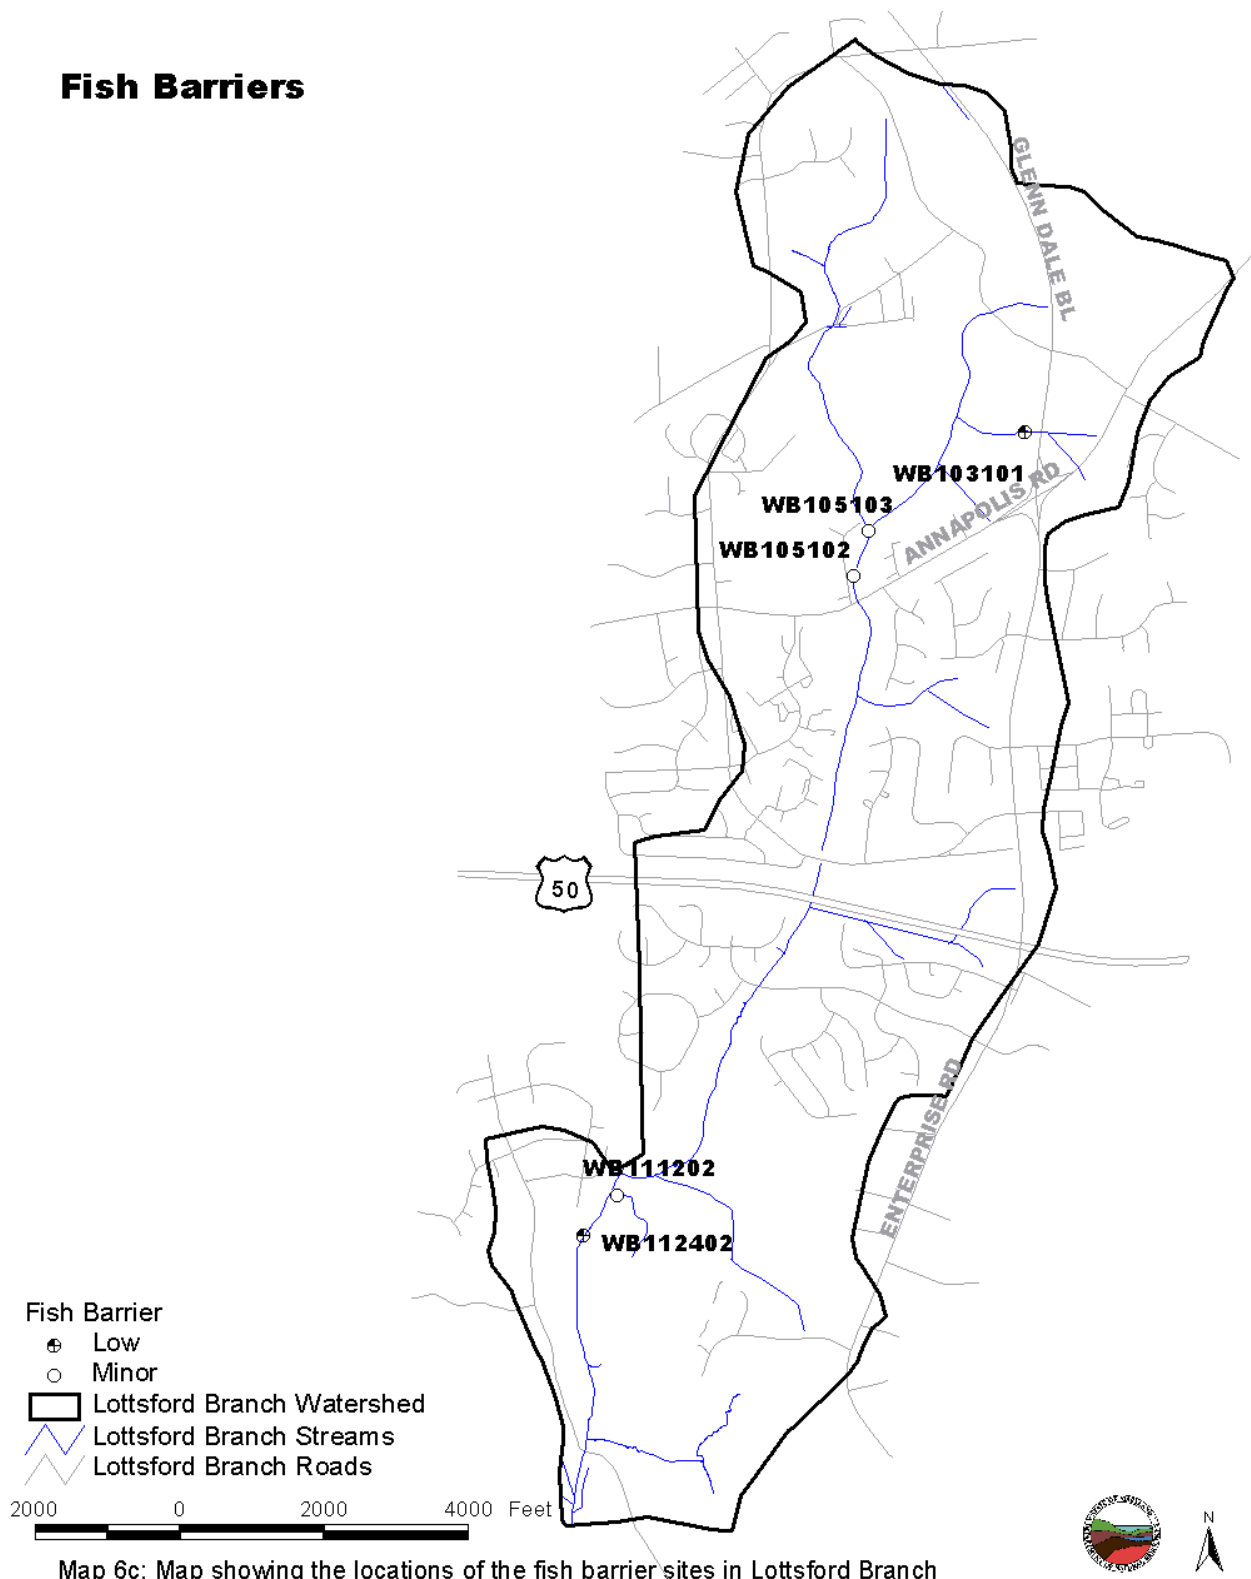 Fish Barriers
GLENN DALE BL
WB103101
ANNAPOLIS RD
WB105103
WB105102
50
ENTERPRISE RD
WB111202
WB112402
Fish Barrier
Low
Minor
Lottsford Branch Watershed
Lottsford Branch Streams
Lottsford Branch Roads
2000 0 2000 4000 Feet
N
Map 6c: Map showing the locations of the fish barrier sites in Lottsford Branch